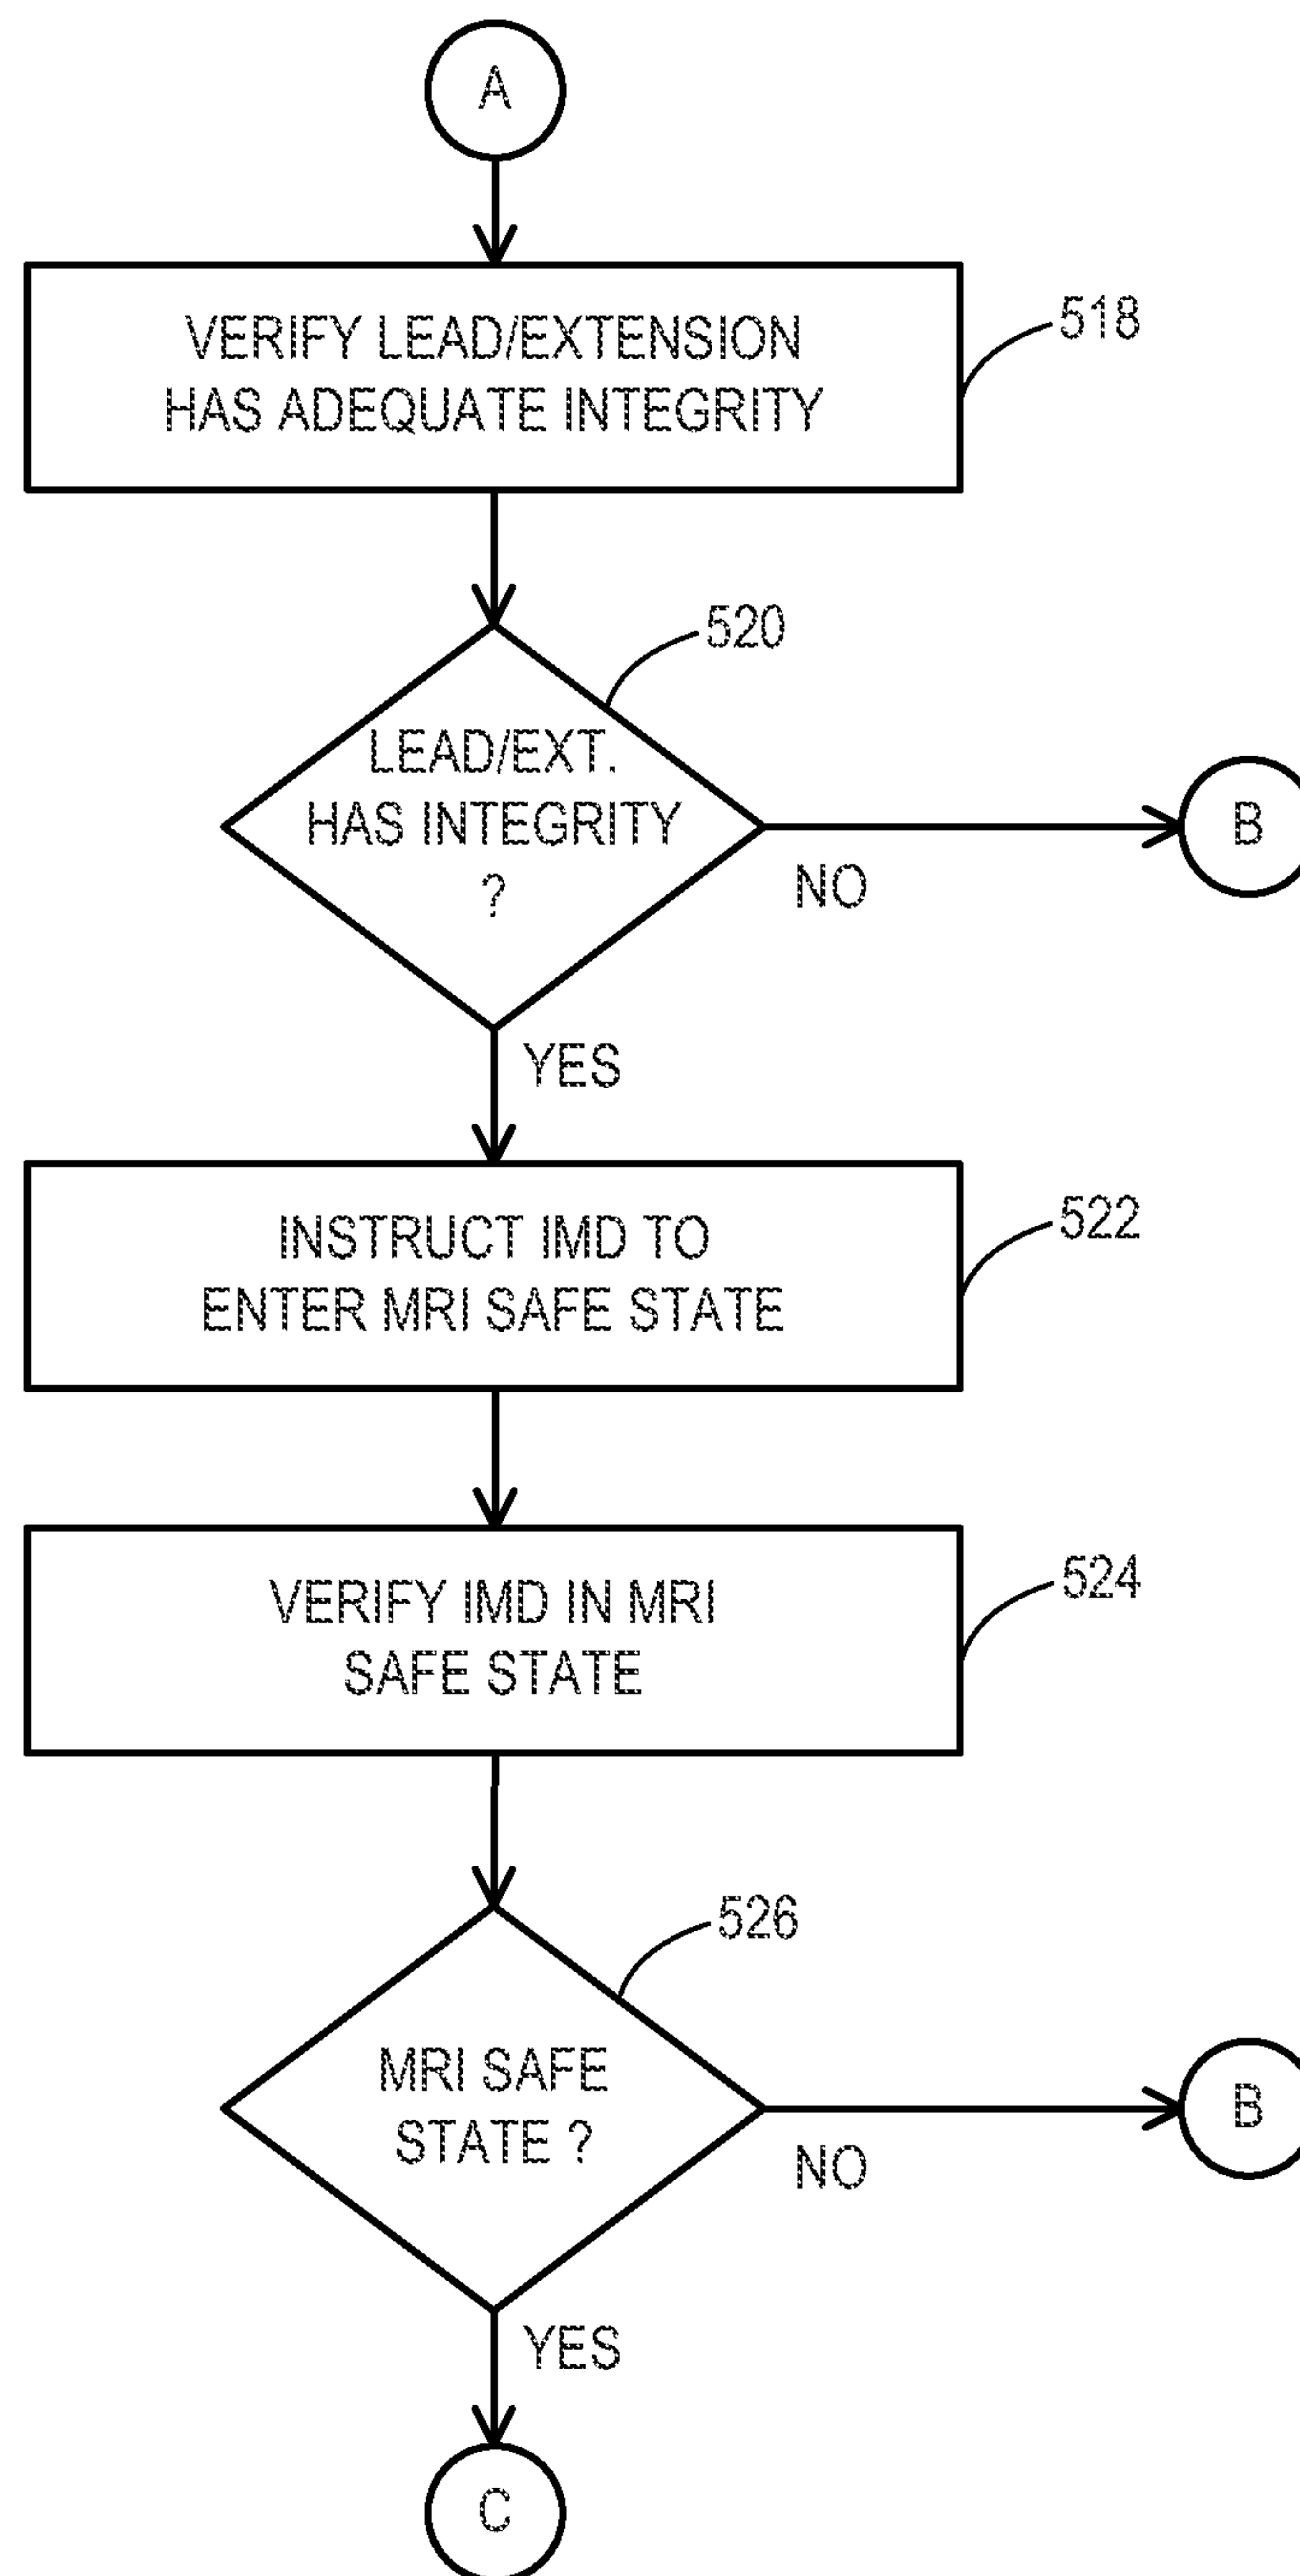 A
VERIFY LEAD/EXTENSION
HAS ADEQUATE INTEGRITY
518
520
LEAD/EXT.
HAS INTEGRITY
?
B
NO
YES
INSTRUCT IMD TO
ENTER MRI SAFE STATE
522
VERIFY IMD IN MRI
SAFE STATE
524
526
MRI SAFE
STATE ?
B
NO
YES
C